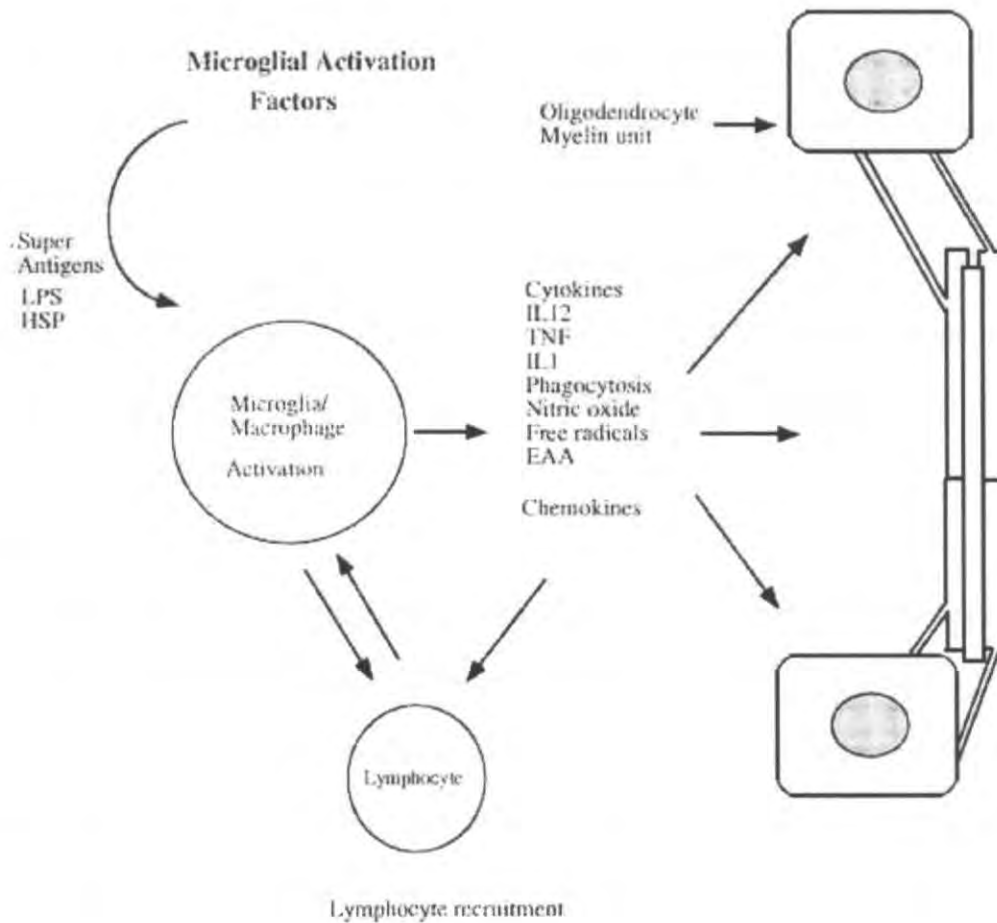 Microglial Activation
Factors
Oligodendrocyte
Myelin unit
Super
Antigens
LPS
HSP
Cytokines
IL12
TNF
IL1
Phagocytosis
Nitric oxide
Free radicals
EAA
Chemokines
Microglia/
Macrophage
Activation
Lymphocyte
Lymphocyte recruitment